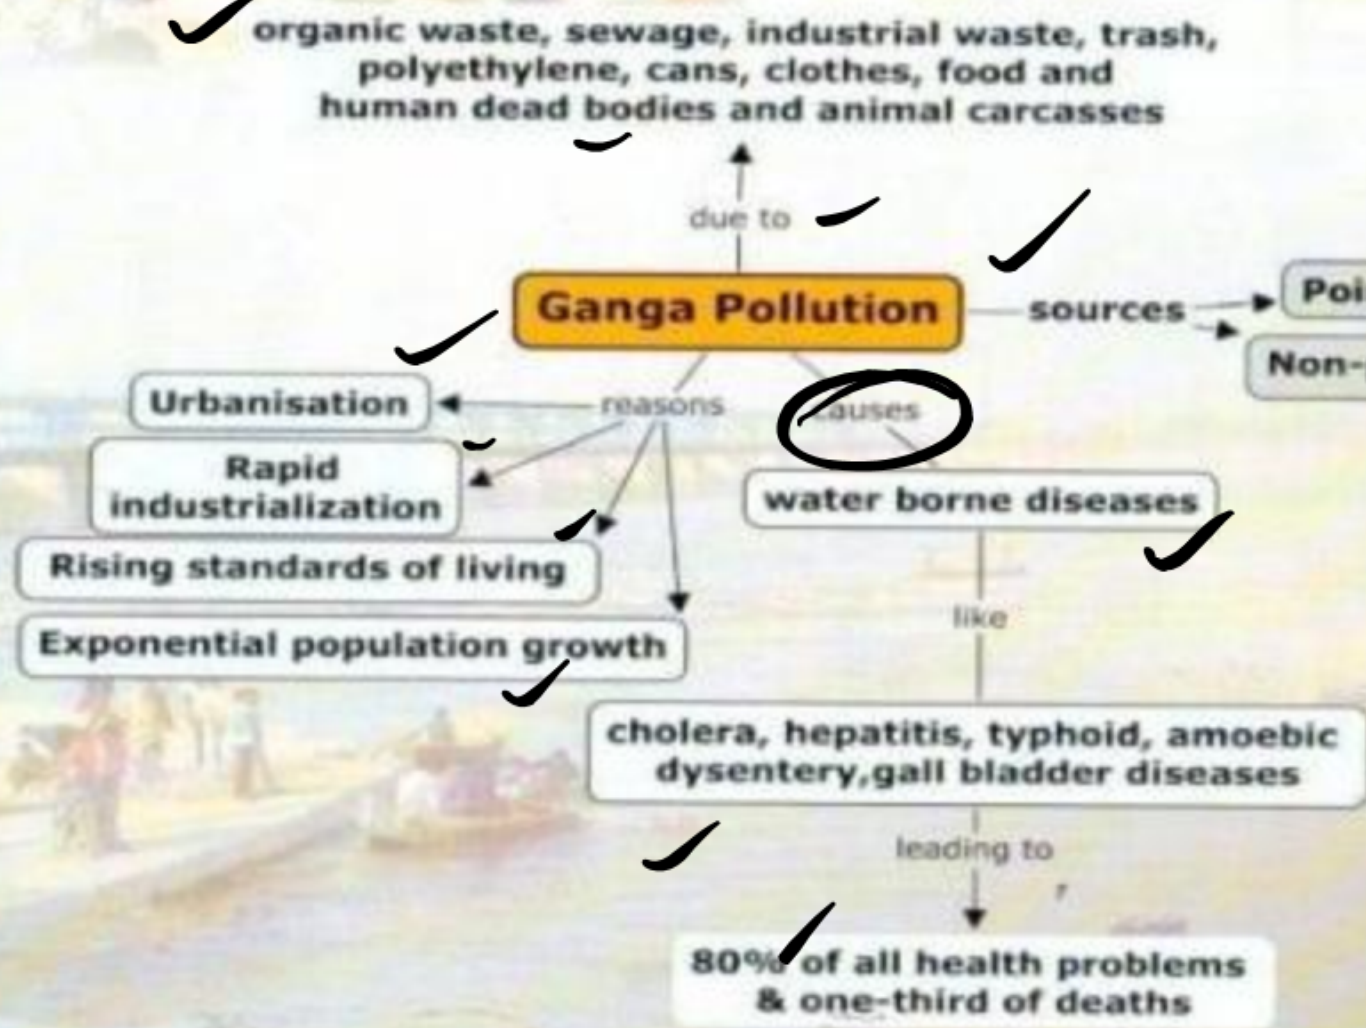 organic waste, sewage, industrial waste, trash,
polyethylene, cans, clothes, food and
human dead bodies and animal carcasses
due to
Ganga Pollution
sources
Poi
Non-
Urbanisation
reasons
causes
Rapid
industrialization
water borne diseases
Rising standards of living
like
Exponential population growth
cholera, hepatitis, typhoid, amoebic
dysentery,gall bladder diseases
leading to
80% of all health problems
& one-third of deaths